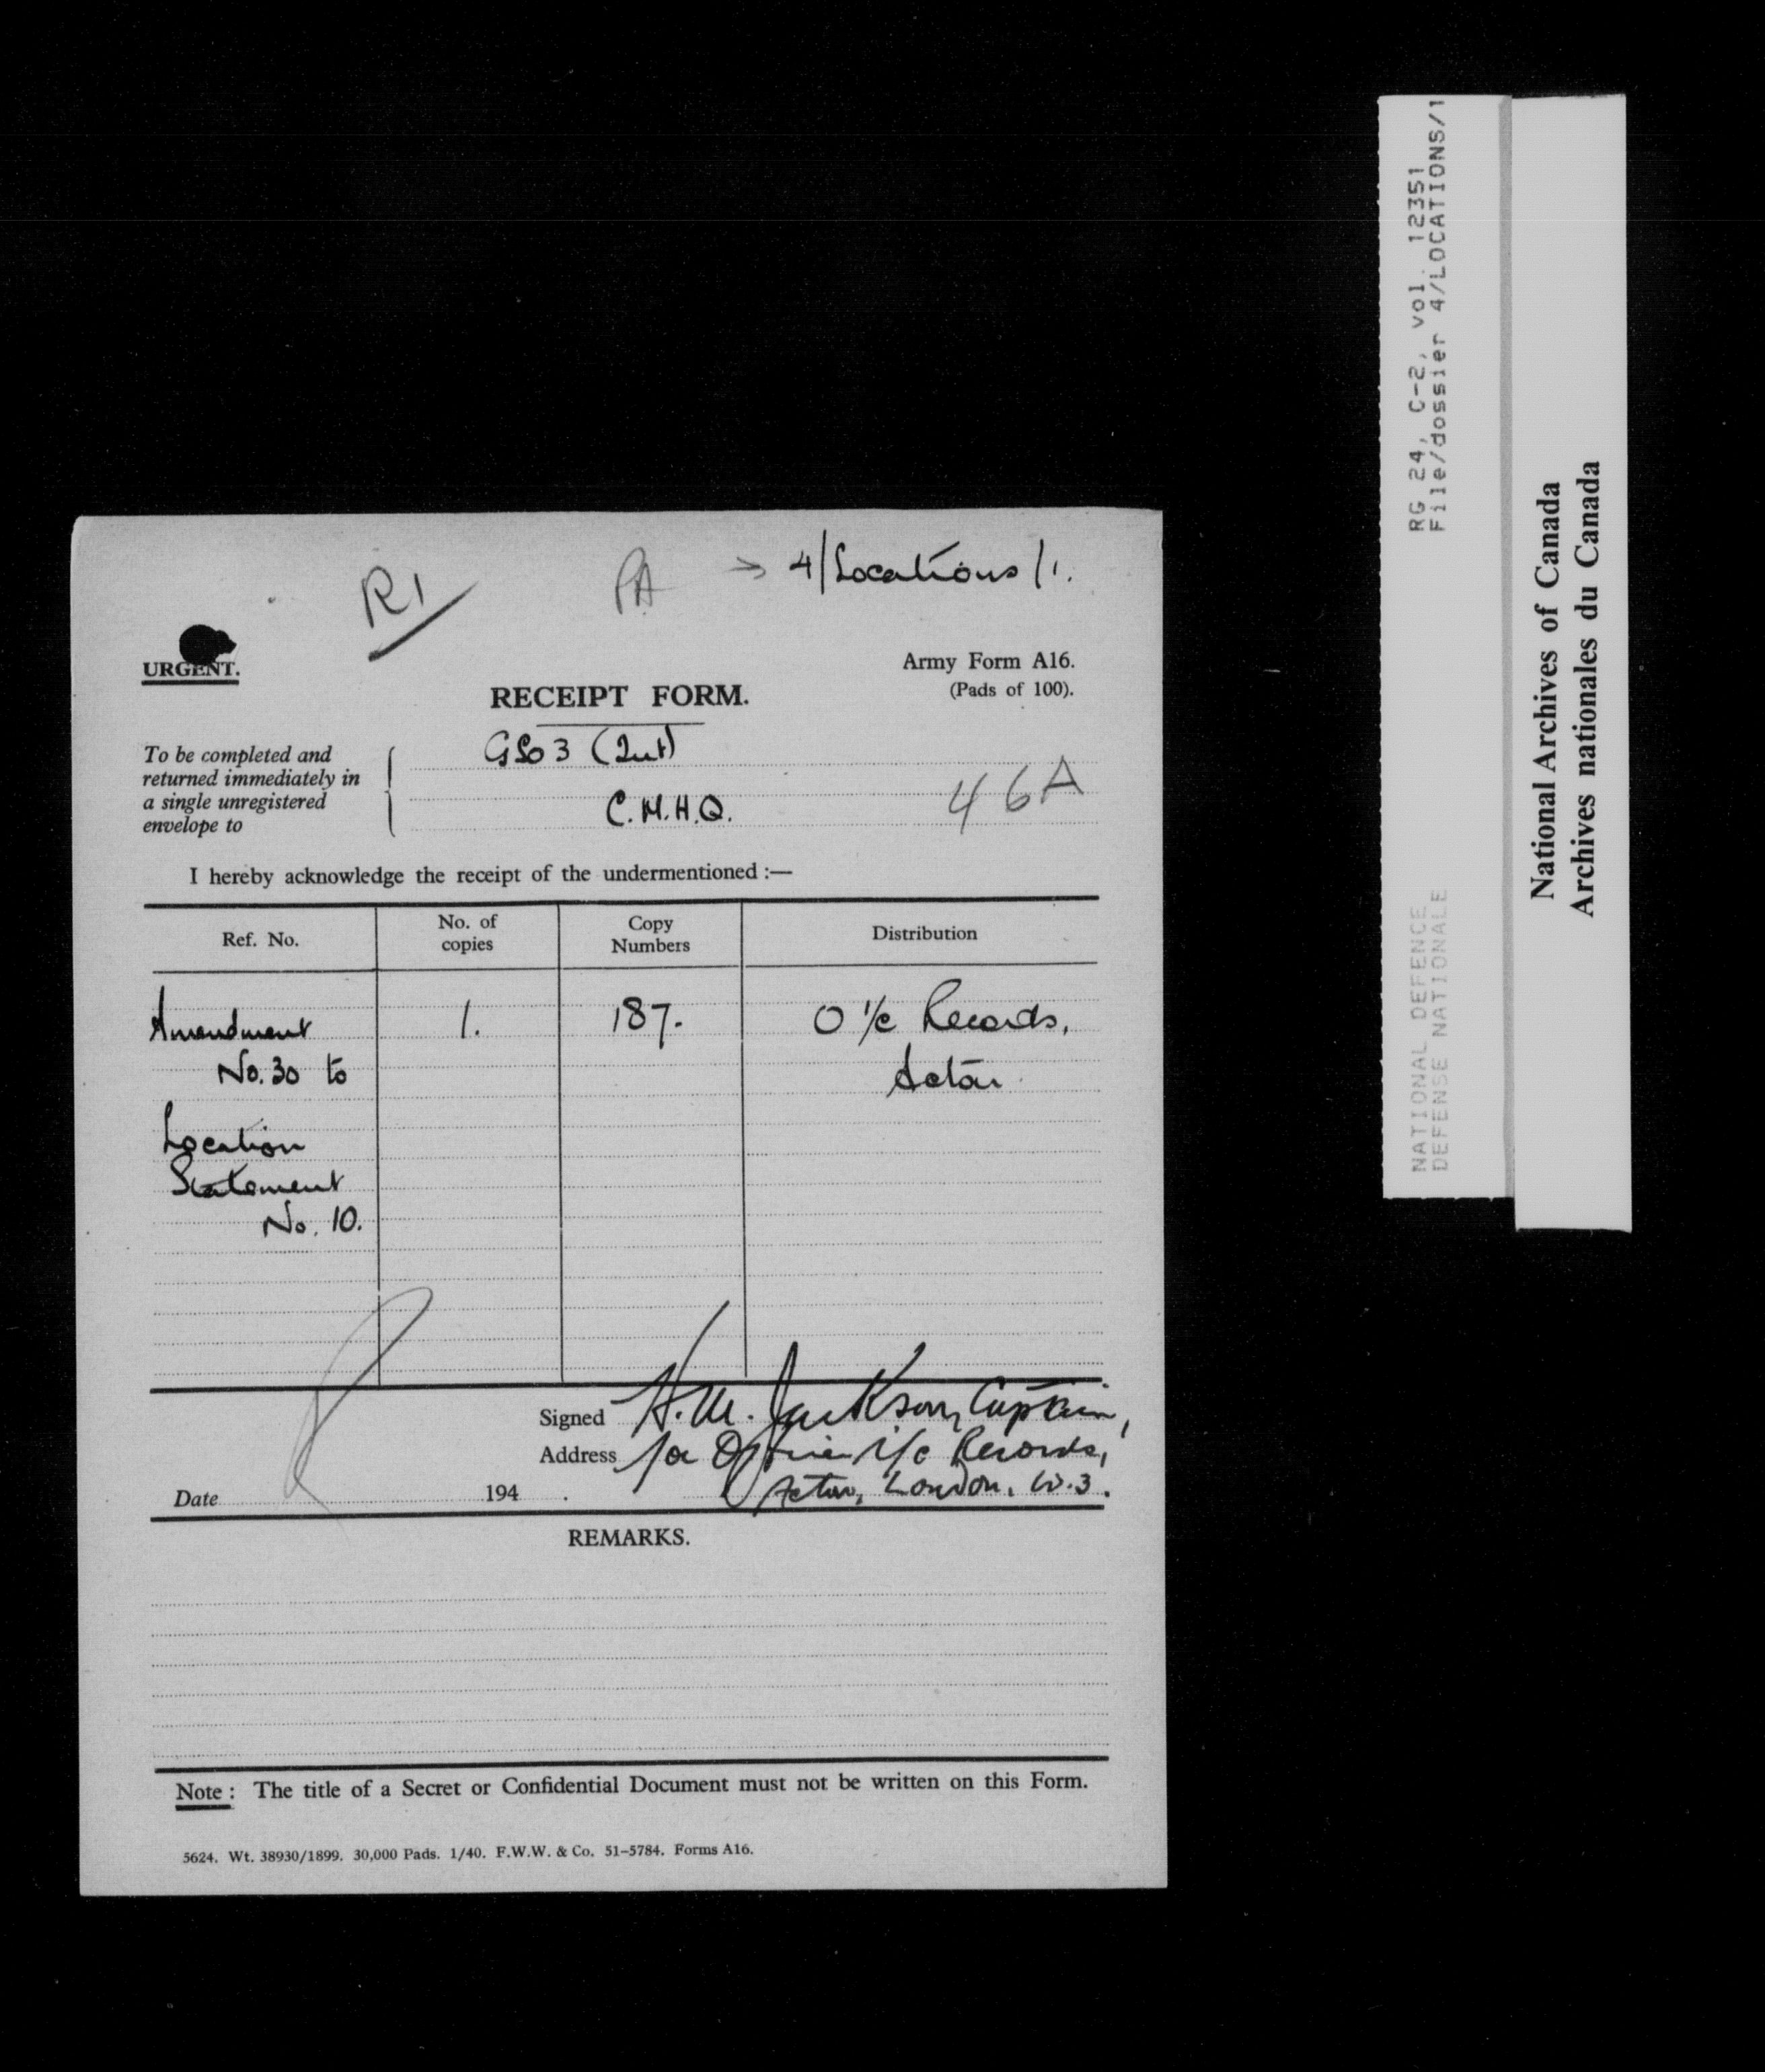 R1
PA → 4/Locations/1.
URGENT.
Army Form A16.
(Pads of 100).
RECEIPT FORM.
To be completed and
returned immediately in
a single unregistered
envelope to
GSO 3 (Int)
C.M.H.Q.
46A
I hereby acknowledge the receipt of the undermentioned :—
Ref. No.
No. of
copies
Copy
Numbers
Distribution
Amendment 1. 187. O i/c Records,
No. 30 to Acton
Location
Statement
No. 10.
Signed H.M. Jackson, Captain,
Address for Officer i/c Records,
Acton, London, W.3.
Date 194 .
REMARKS.
Note : The title of a Secret or Confidential Document must not be written on this Form.
5624. Wt. 38930/1899. 30,000 Pads. 1/40. F.W.W. & Co. 51-5784. Forms A16.
RG 24, C-2, vol. 12351
File/dossier 4/LOCATIONS/1
NATIONAL DEFENCE
DEFENSE NATIONALE
National Archives of Canada
Archives nationales du Canada